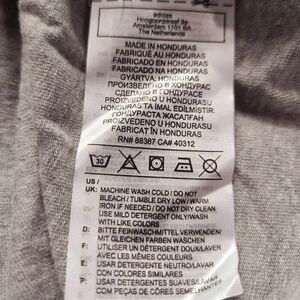 adidas
Hoogoorddreef 9a
Amsterdam 1101 BA
The Netherlands
MADE IN HONDURAS
FABRIQUÉ AU HONDURAS
FABRICADO EN HONDURAS
FABRICADO EM HONDURAS
GYÁRTVA: HONDURAS
ПРОИЗВЕДЕНО В ХОНДУРАС
СДЕЛАНО В ГОНДУРАСЕ
PROIZVEDENO U HONDURASU
HONDURAS'TA İMAL EDİLMİŞTİR.
ГОНДУРАСТА ЖАСАЛҒАН
PROIZVEDENO U HONDURASU
FABRICAT ÎN HONDURAS
RN# 88387 CA# 40312
30
US /
UK: MACHINE WASH COLD / DO NOT
BLEACH / TUMBLE DRY LOW / WARM
IRON IF NEEDED / DO NOT DRY CLEAN
USE MILD DETERGENT ONLY/WASH
WITH LIKE COLORS
D: BITTE FEINWASCHMITTEL VERWENDEN/
MIT GLEICHEN FARBEN WASCHEN
F: UTILISER UN DETERGENT DOUX/LAVER
AVEC LES MÊMES COULEURS
E: USAR DETERGENTE NEUTRO/LAVAR
CON COLORES SIMILARES
P: USAR DETERGENTES SUAVES/LAVAR
COM PEÇAS DE CÔRES SEMELHANTES